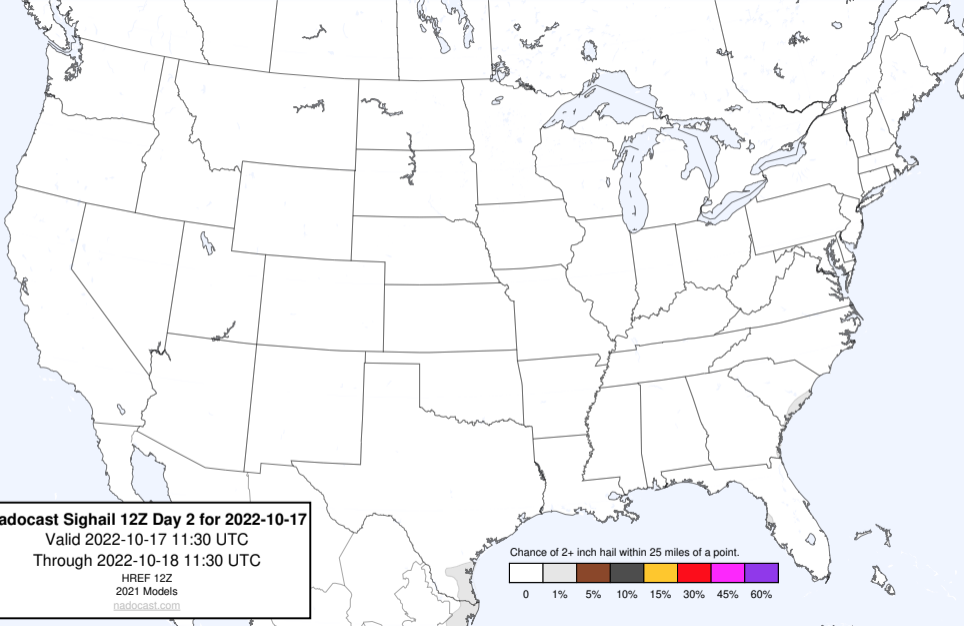 adocast Sighail 12Z Day 2 for 2022-10-17
Valid 2022-10-17 11:30 UTC
Through 2022-10-18 11:30 UTC
HREF 12Z
2021 Models
nadocast.com
Chance of 2+ inch hail within 25 miles of a point.
0 1% 5% 10% 15% 30% 45% 60%